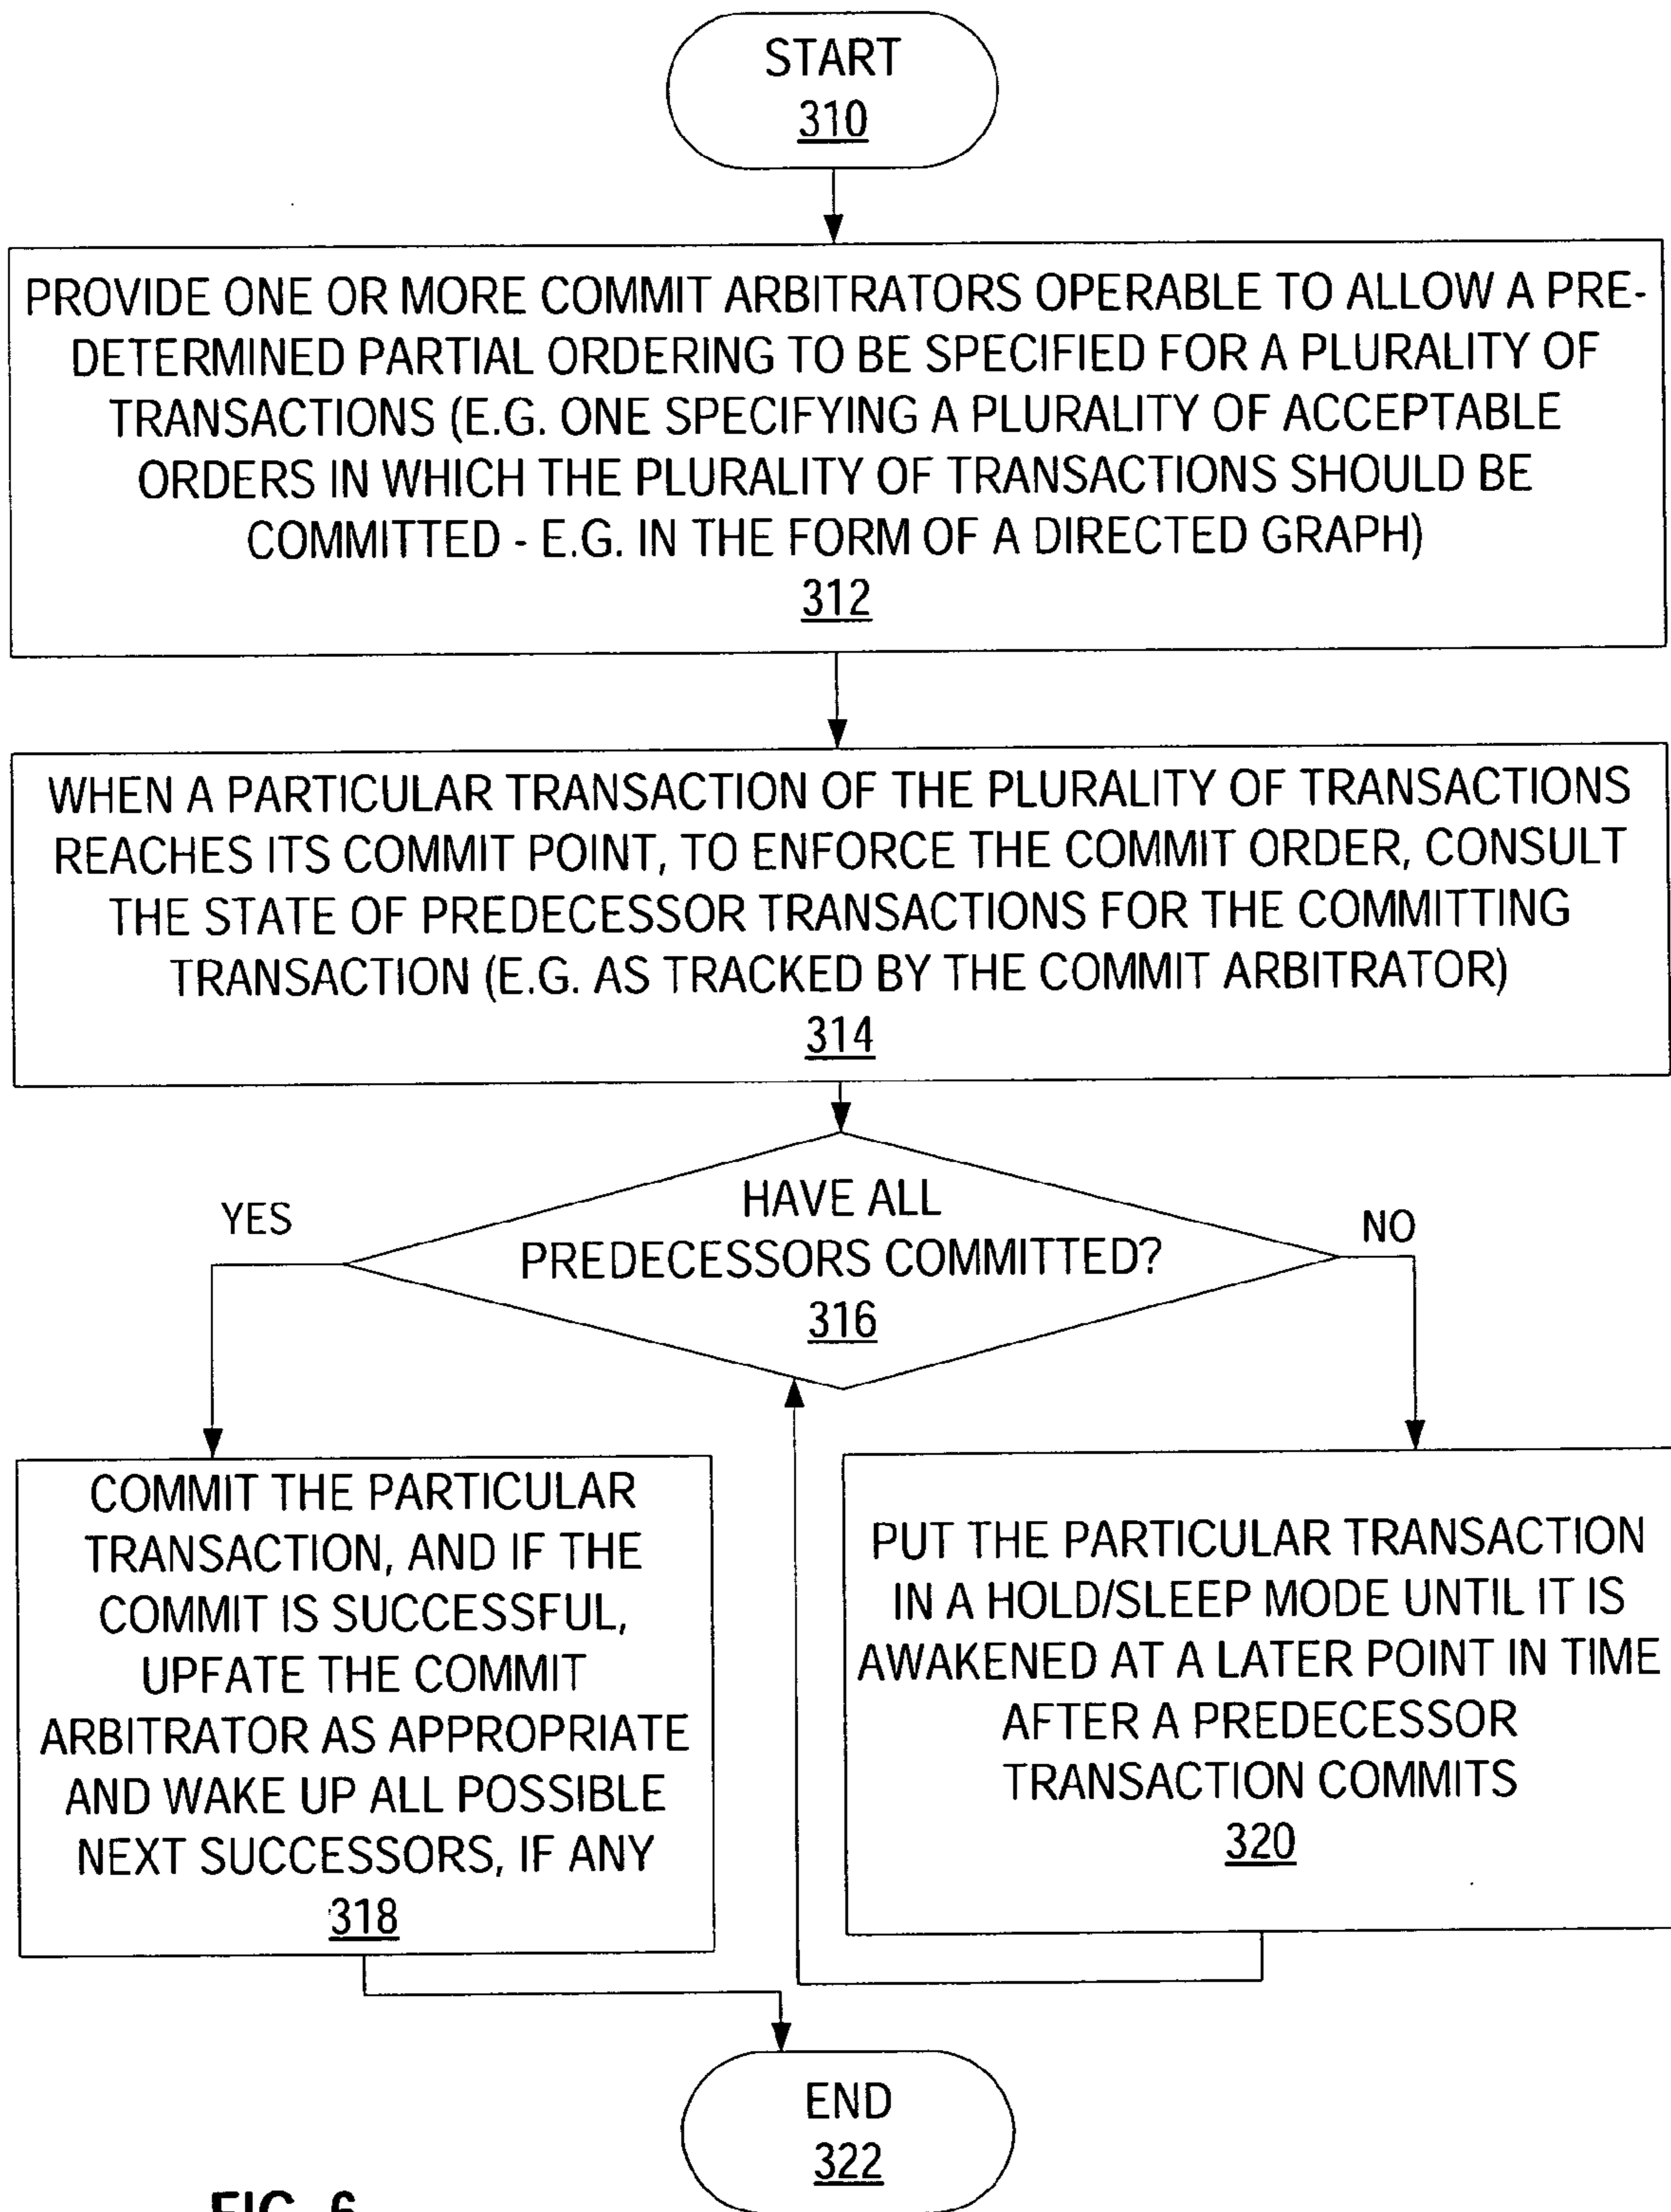 START
310
PROVIDE ONE OR MORE COMMIT ARBITRATORS OPERABLE TO ALLOW A PRE-
DETERMINED PARTIAL ORDERING TO BE SPECIFIED FOR A PLURALITY OF
TRANSACTIONS (E.G. ONE SPECIFYING A PLURALITY OF ACCEPTABLE
ORDERS IN WHICH THE PLURALITY OF TRANSACTIONS SHOULD BE
COMMITTED - E.G. IN THE FORM OF A DIRECTED GRAPH)
312
WHEN A PARTICULAR TRANSACTION OF THE PLURALITY OF TRANSACTIONS
REACHES ITS COMMIT POINT, TO ENFORCE THE COMMIT ORDER, CONSULT
THE STATE OF PREDECESSOR TRANSACTIONS FOR THE COMMITTING
TRANSACTION (E.G. AS TRACKED BY THE COMMIT ARBITRATOR)
314
HAVE ALL
PREDECESSORS COMMITTED?
316
YES
NO
COMMIT THE PARTICULAR
TRANSACTION, AND IF THE
COMMIT IS SUCCESSFUL,
UPFATE THE COMMIT
ARBITRATOR AS APPROPRIATE
AND WAKE UP ALL POSSIBLE
NEXT SUCCESSORS, IF ANY
318
PUT THE PARTICULAR TRANSACTION
IN A HOLD/SLEEP MODE UNTIL IT IS
AWAKENED AT A LATER POINT IN TIME
AFTER A PREDECESSOR
TRANSACTION COMMITS
320
END
322
FIG. 6